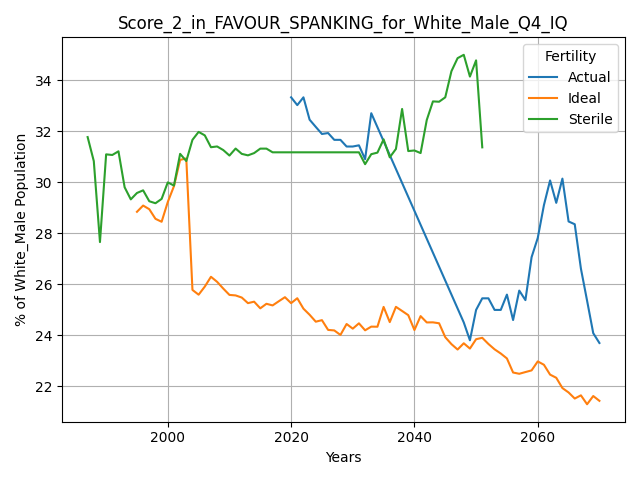 Score_2_in_FAVOUR_SPANKING_for_White_Male_Q4_IQ
Fertility
Actual
Ideal
Sterile
% of White_Male Population
34
32
30
28
26
24
22
2000
2020
2040
2060
Years